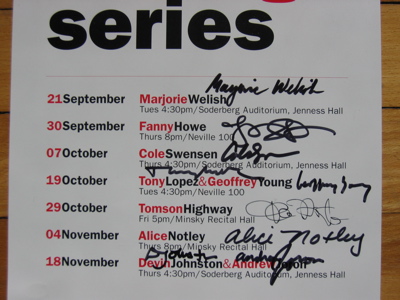 series
Marjorie Welish
21September MarjorieWelish
Tues 4:30pm/Soderberg Auditorium, Jenness Hall
30September FannyHowe
Thurs 8pm/Neville 100
07October ColeSwensen
Thurs 4:30pm/Soderberg Auditorium, Jenness Hall
19October TonyLopez&GeoffreyYoung
Tues 4:30pm/Neville 100
29October TomsonHighway
Fri 5pm/Minsky Recital Hall
04November AliceNotley Alice Notley
Thurs 8pm/Minsky Recital Hall
18November DevinJohnston&Andrew
Thurs 4:30pm/Soderberg Auditorium, Jenness Hall